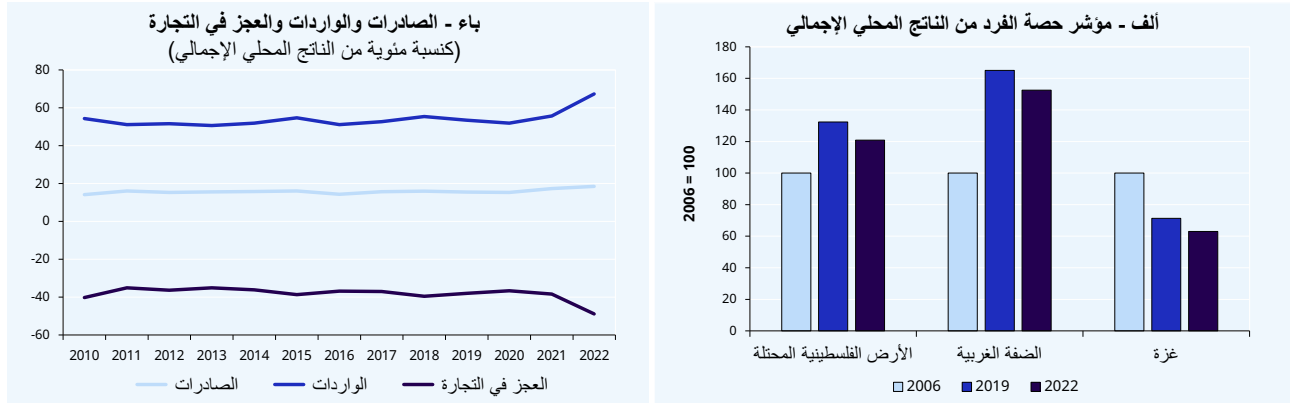 ألف - مؤشر حصة الفرد من الناتج المحلي الإجمالي
2006 = 100
180
160
140
120
100
80
60
40
20
0
الأرض الفلسطينية المحتلة
الضفة الغربية
غزة
2006 2019 2022
باء - الصادرات والواردات والعجز في التجارة
(كنسبة مئوية من الناتج المحلي الإجمالي)
80
60
40
20
0
-20
-40
-60
2010 2011 2012 2013 2014 2015 2016 2017 2018 2019 2020 2021 2022
الصادرات الواردات العجز في التجارة